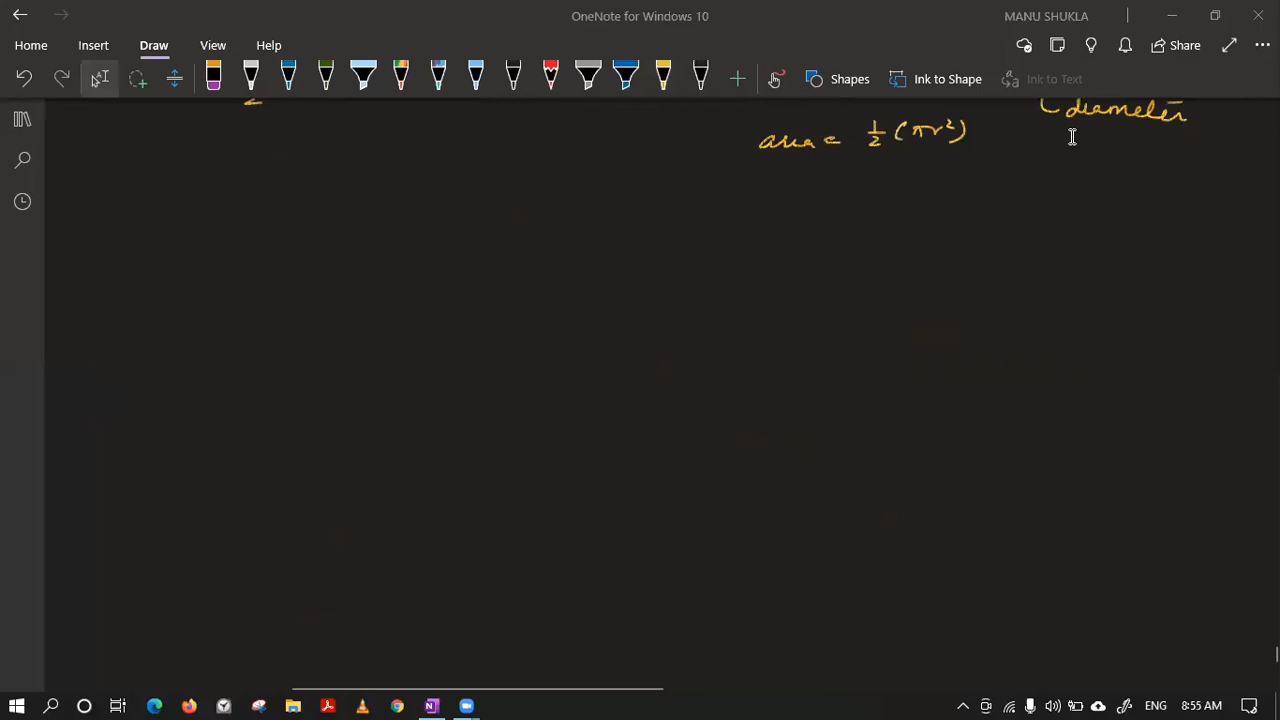 OneNote for Windows 10
MANU SHUKLA
Home Insert Draw View Help
Share
Shapes Ink to Shape Ink to Text
diameter
area = 1/2 (πr²)
2
ENG 8:55 AM